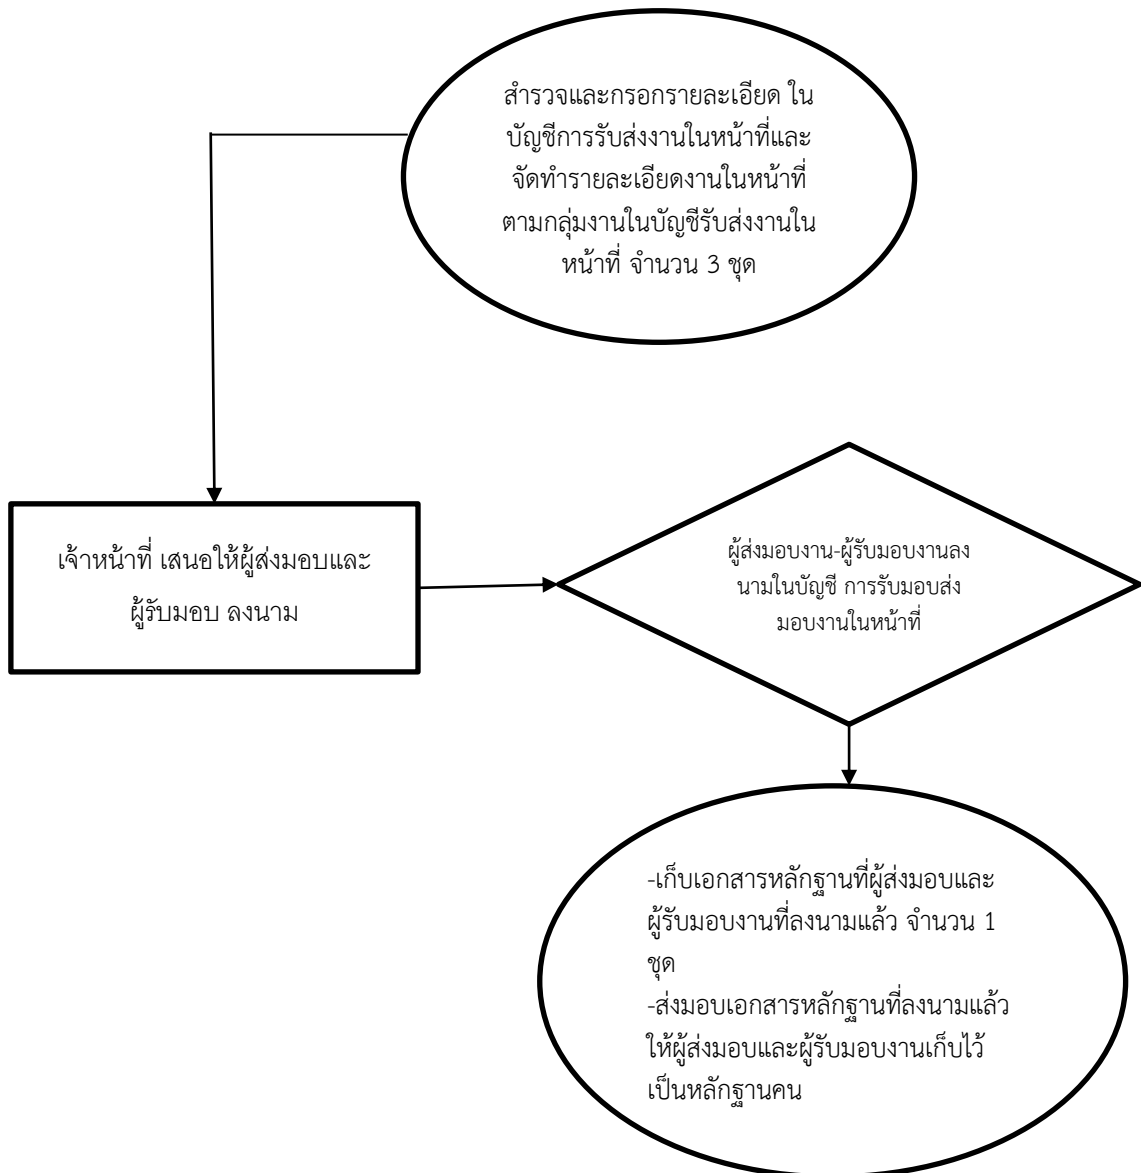 สำรวจและกรอกรายละเอียด ใน
บัญชีการรับส่งงานในหน้าที่และ
จัดทำรายละเอียดงานในหน้าที่
ตามกลุ่มงานในบัญชีรับส่งงานใน
หน้าที่ จำนวน 3 ชุด
เจ้าหน้าที่ เสนอให้ผู้ส่งมอบและ
ผู้รับมอบ ลงนาม
ผู้ส่งมอบงาน-ผู้รับมอบงานลง
นามในบัญชี การรับมอบส่ง
มอบงานในหน้าที่
-เก็บเอกสารหลักฐานที่ผู้ส่งมอบและ
ผู้รับมอบงานที่ลงนามแล้ว จำนวน 1
ชุด
-ส่งมอบเอกสารหลักฐานที่ลงนามแล้ว
ให้ผู้ส่งมอบและผู้รับมอบงานเก็บไว้
เป็นหลักฐานคน